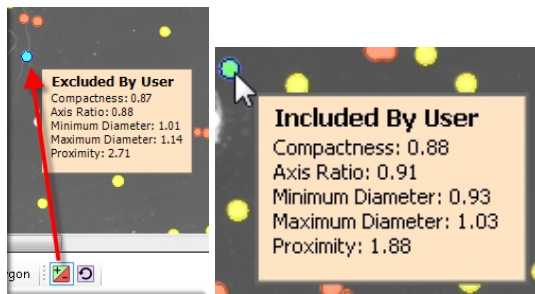 Excluded By User
Compactness: 0.87
Axis Ratio: 0.88
Minimum Diameter: 1.01
Maximum Diameter: 1.14
Proximity: 2.71
ygon
Included By User
Compactness: 0.88
Axis Ratio: 0.91
Minimum Diameter: 0.93
Maximum Diameter: 1.03
Proximity: 1.88